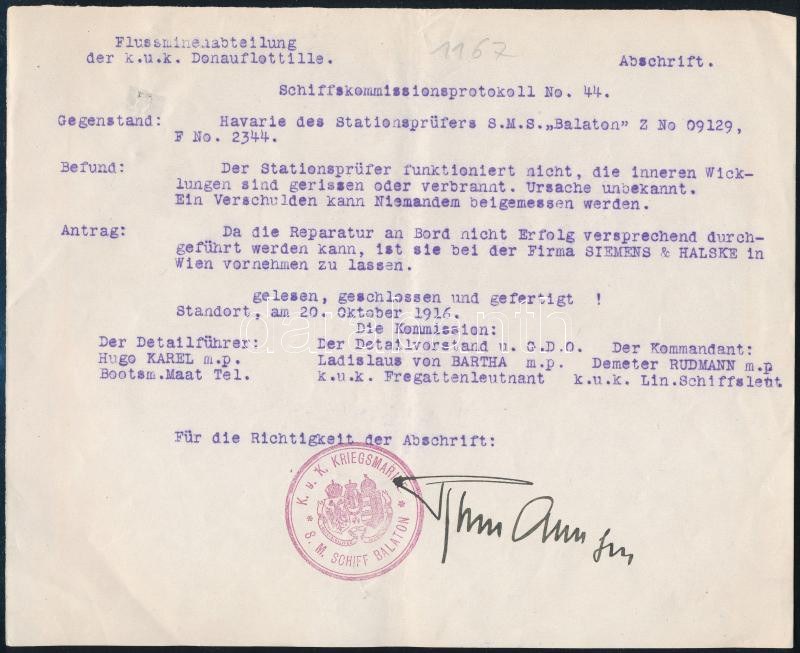 Flussminenabteilung
der k.u.k. Donauflottille.
1167
Abschrift.
Schiffskommissionsprotokoll No. 44.
Gegenstand: Havarie des Stationsprüfers S.M.S.„Balaton" Z No 09129,
F No. 2344.
Befund: Der Stationsprüfer funktioniert nicht, die inneren Wick-
lungen sind gerissen oder verbrannt. Ursache unbekannt.
Ein Verschulden kann Niemandem beigemessen werden.
Antrag: Da die Reparatur an Bord nicht Erfolg versprechend durch-
geführt werden kann, ist sie bei der Firma SIEMENS & HALSKE in
Wien vornehmen zu lassen.
gelesen, geschlossen und gefertigt !
Standort, am 20. Oktober 1916.
Die Kommission:
Der Detailführer: Der Detailvorstand u. G.D.O. Der Kommandant:
Hugo KAREL m.p. Ladislaus von BARTHA m.p. Demeter RUDMANN m.p
Bootsm.Maat Tel. k.u.k. Fregattenleutnant k.u.k. Lin.Schiffsleut
Für die Richtigkeit der Abschrift:
K. u. K. KRIEGSMARINE
* S. M. SCHIFF BALATON *